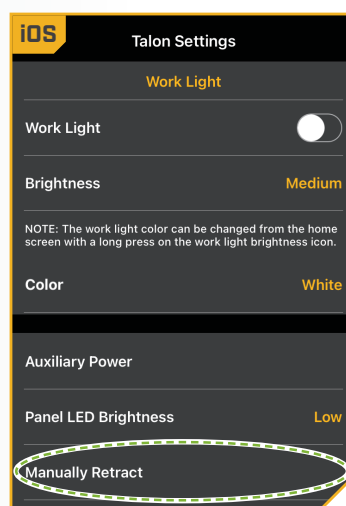 iOS
Talon Settings
Work Light
Work Light
Brightness Medium
NOTE: The work light color can be changed from the home
screen with a long press on the work light brightness icon.
Color White
Auxiliary Power
Panel LED Brightness Low
Manually Retract